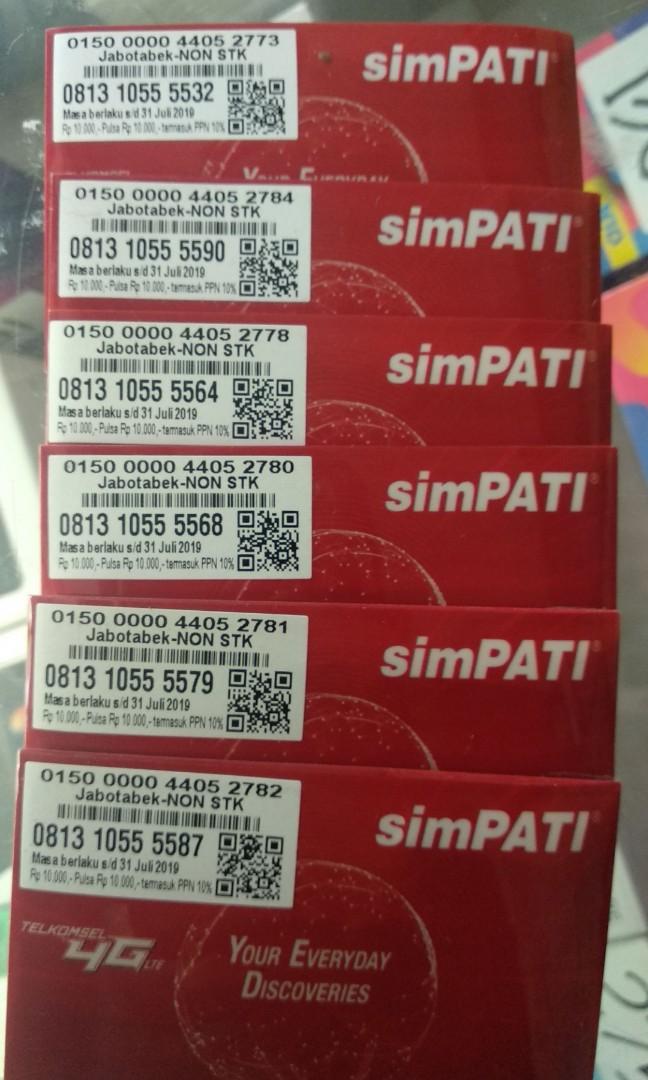 0150 0000 4405 2773
Jabotabek-NON STK
0813 1055 5532
Masa berlaku s/d 31 Juli 2019
Rp 10.000,- Pulsa Rp 10.000,- termasuk PPN 10%
simPATI
YOUR EVERYDAY
0150 0000 4405 2784
Jabotabek-NON STK
0813 1055 5590
Masa berlaku s/d 31 Juli 2019
Rp 10.000,- Pulsa Rp 10.000,- termasuk PPN 10%
simPATI
0150 0000 4405 2778
Jabotabek-NON STK
0813 1055 5564
Masa berlaku s/d 31 Juli 2019
Rp 10.000,- Pulsa Rp 10.000,- termasuk PPN 10%
simPATI®
0150 0000 4405 2780
Jabotabek-NON STK
0813 1055 5568
Masa berlaku s/d 31 Juli 2019
Rp 10.000,- Pulsa Rp 10.000,- termasuk PPN 10%
simPATI®
0150 0000 4405 2781
Jabotabek-NON STK
0813 1055 5579
Masa berlaku s/d 31 Juli 2019
Rp 10.000,- Pulsa Rp 10.000,- termasuk PPN 10%
simPATI®
0150 0000 4405 2782
Jabotabek-NON STK
0813 1055 5587
Masa berlaku s/d 31 Juli 2019
Rp 10.000,- Pulsa Rp 10.000,- termasuk PPN 10%
simPATI®
TELKOMSEL
4G LTE
YOUR EVERYDAY
DISCOVERIES